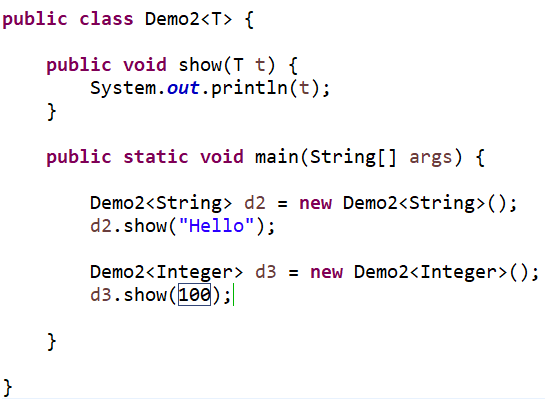 public class Demo2<T> {
public void show(T t) {
System.out.println(t);
}
public static void main(String[] args) {
Demo2<String> d2 = new Demo2<String>();
d2.show("Hello");
Demo2<Integer> d3 = new Demo2<Integer>();
d3.show(100);
}
}